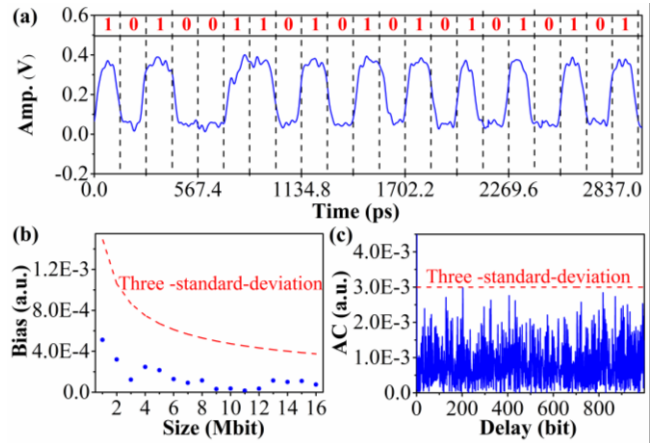 (a)
1 0 1 0 0 1 1 0 1 0 1 0 1 0 1 0 1 0 1 0 1
0.6
0.4
0.2
0.0
-0.2
Amp. (V)
0.0 567.4 1134.8 1702.2 2269.6 2837.0
Time (ps)
(b)
Three -standard-deviation
1.2E-3
8.0E-4
4.0E-4
0.0
Bias (a.u.)
2 4 6 8 10 12 14 16
Size (Mbit)
(c)
Three -standard-deviation
4.0E-3
3.0E-3
2.0E-3
1.0E-3
0.0
AC (a.u.)
0 200 400 600 800
Delay (bit)